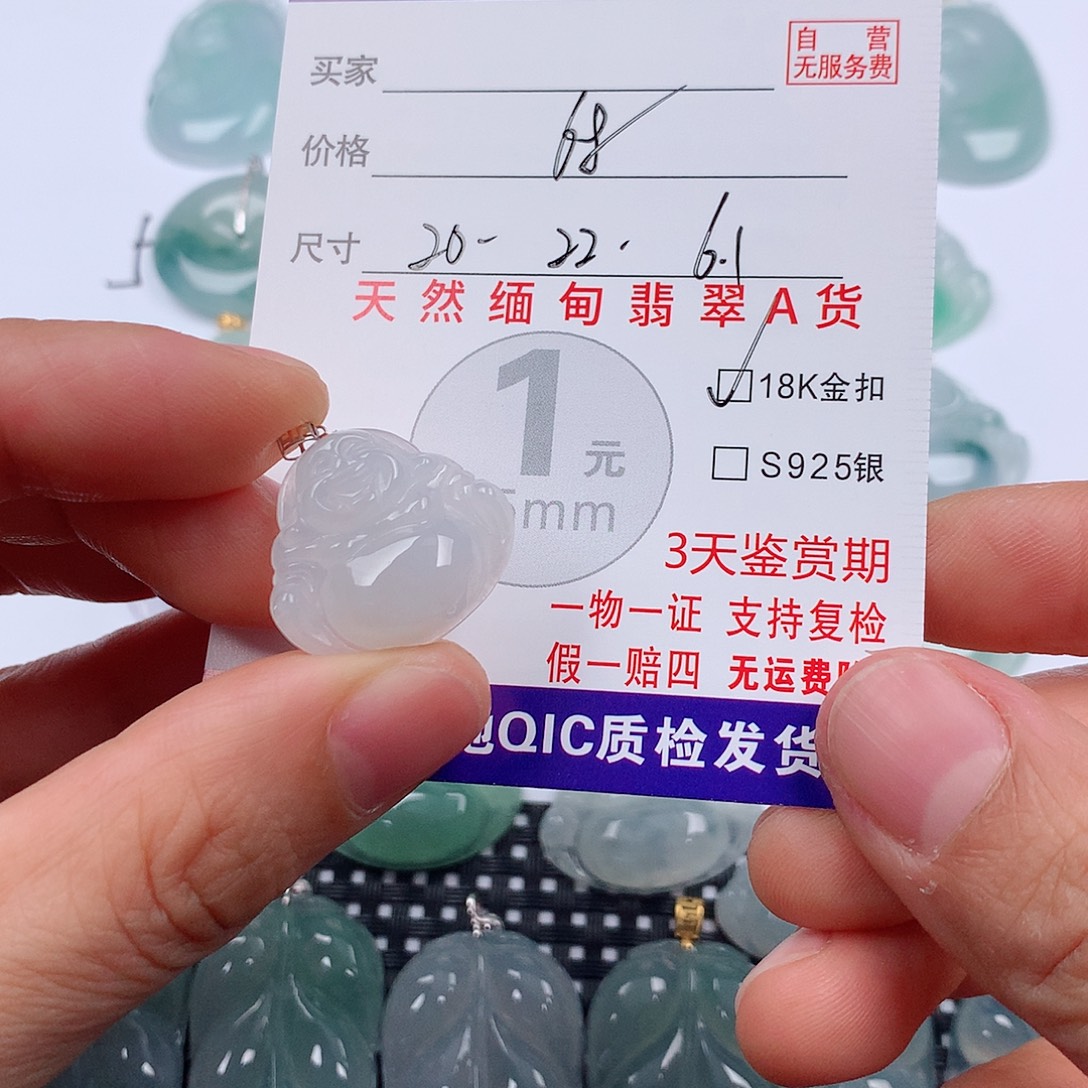 自 营
无服务费
买家
价格 68
尺寸 20- 22. 6.1
天然缅甸翡翠A货
1元
5mm
18K金扣
S925银
3天鉴赏期
一物一证 支持复检
假一赔四 无运费
QIC质检发货